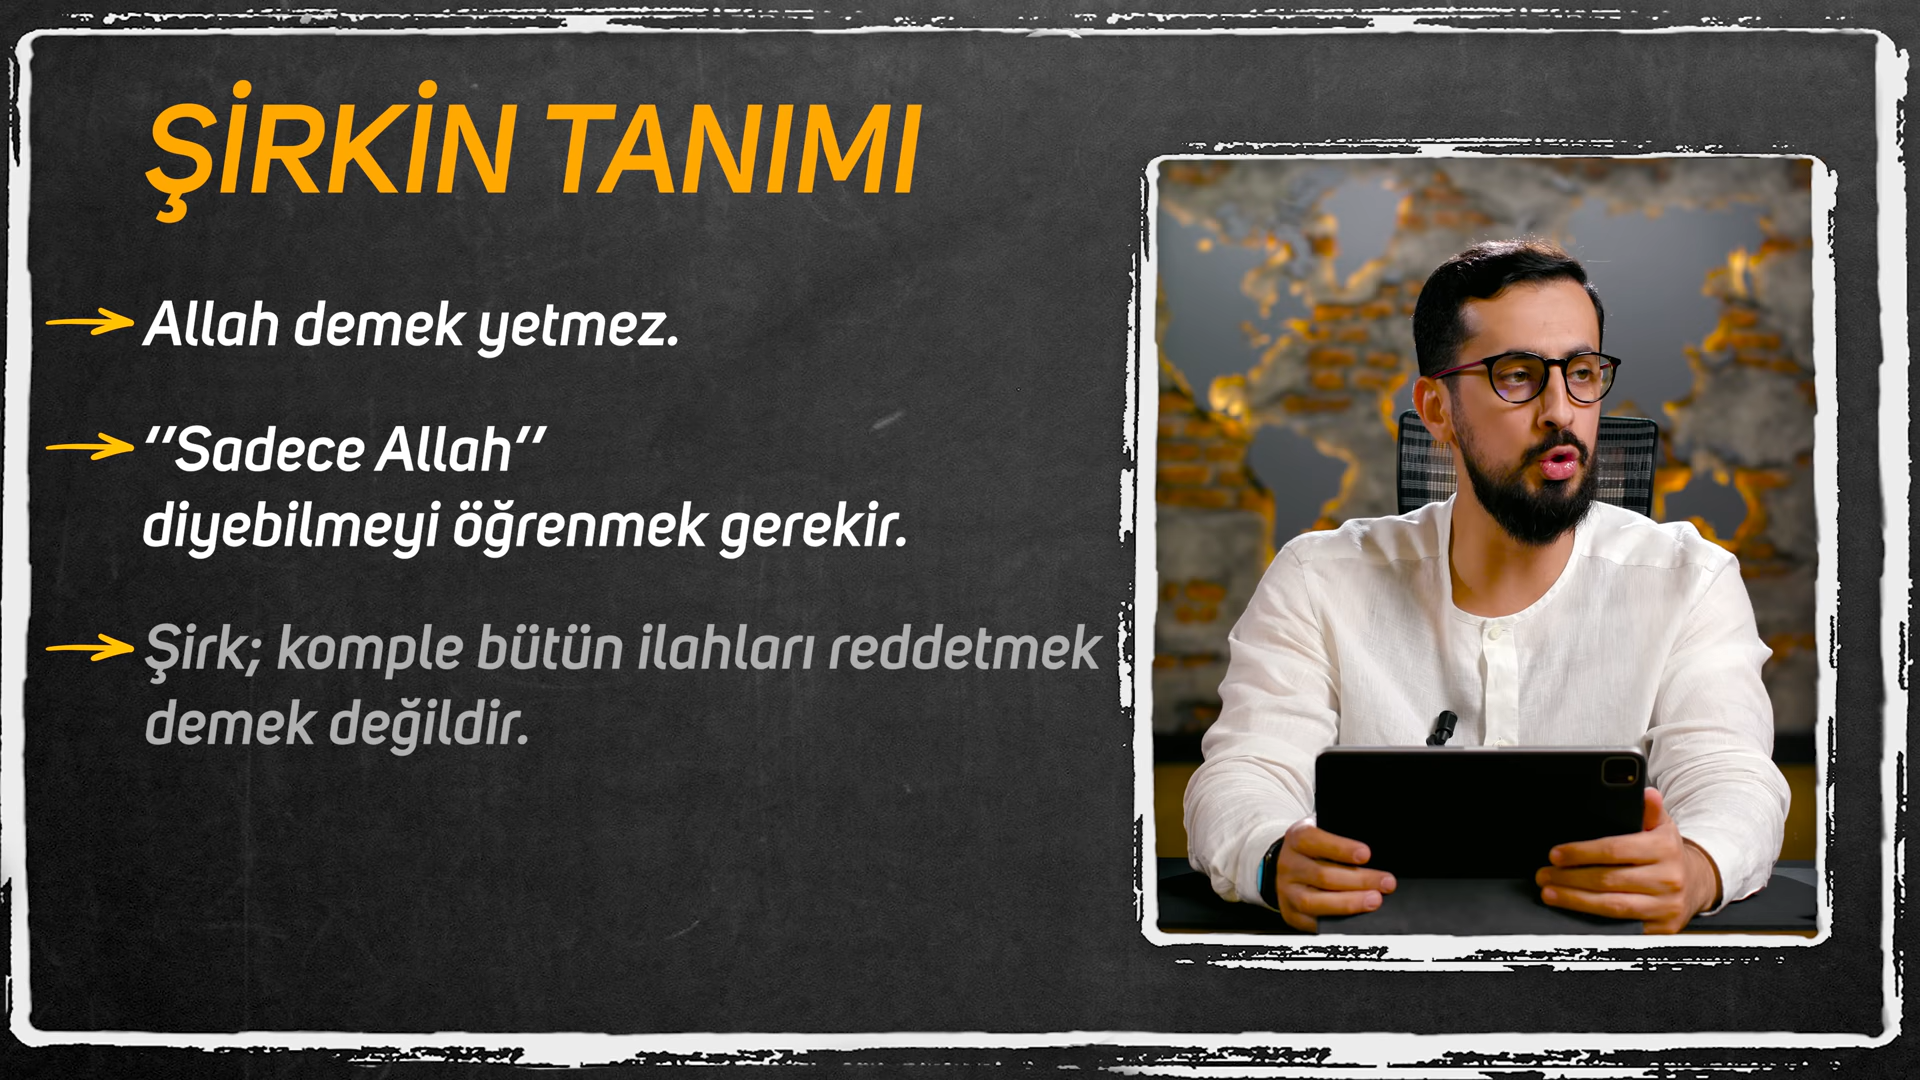 ŞİRKİN TANIMI
Allah demek yetmez.
‘’Sadece Allah’’
diyebilmeyi öğrenmek gerekir.
Şirk; komple bütün ilahları reddetmek
demek değildir.